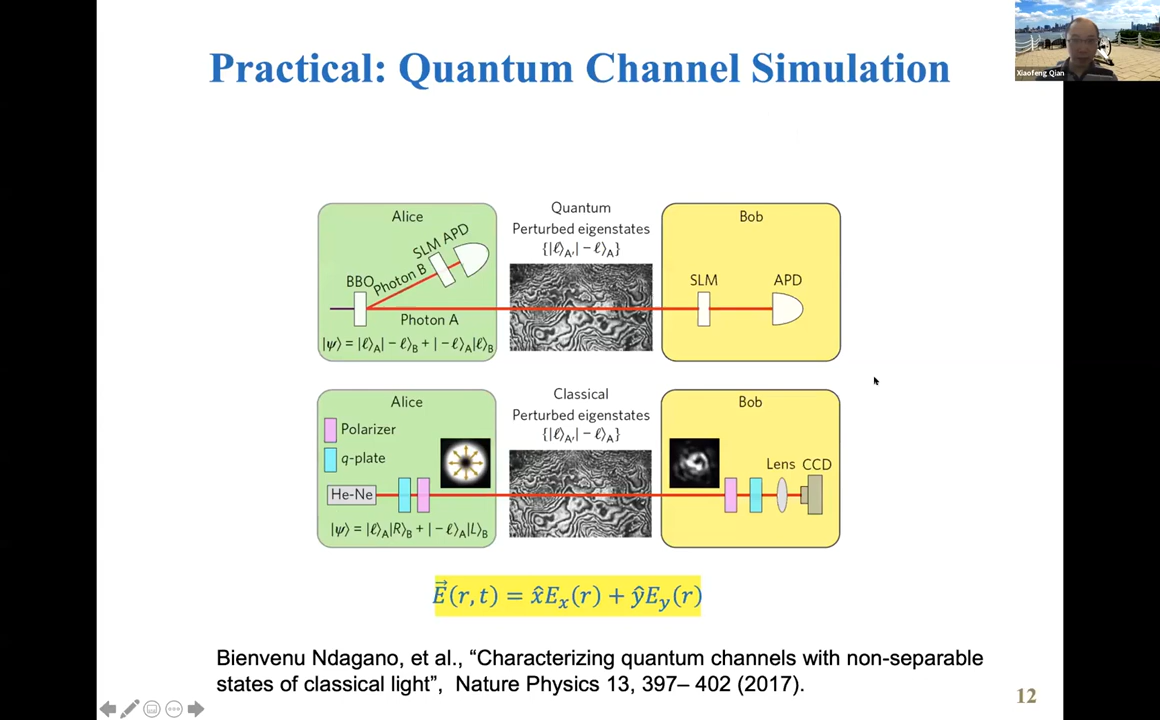 Practical: Quantum Channel Simulation
Xiaofeng Qian
Alice
SLM APD
BBO
Photon B
Photon A
|ψ⟩ = |ℓ⟩A|−ℓ⟩B + |−ℓ⟩A|ℓ⟩B
Quantum
Perturbed eigenstates
{|ℓ⟩A,|−ℓ⟩A}
Bob
SLM
APD
Alice
Polarizer
q-plate
He-Ne
|ψ⟩ = |ℓ⟩A|R⟩B + |−ℓ⟩A|L⟩B
Classical
Perturbed eigenstates
{|ℓ⟩A,|−ℓ⟩A}
Bob
Lens CCD
E⃗(r, t) = x̂Eₓ(r) + ŷEy(r)
Bienvenu Ndagano, et al., “Characterizing quantum channels with non-separable
states of classical light”,  Nature Physics 13, 397– 402 (2017).
12